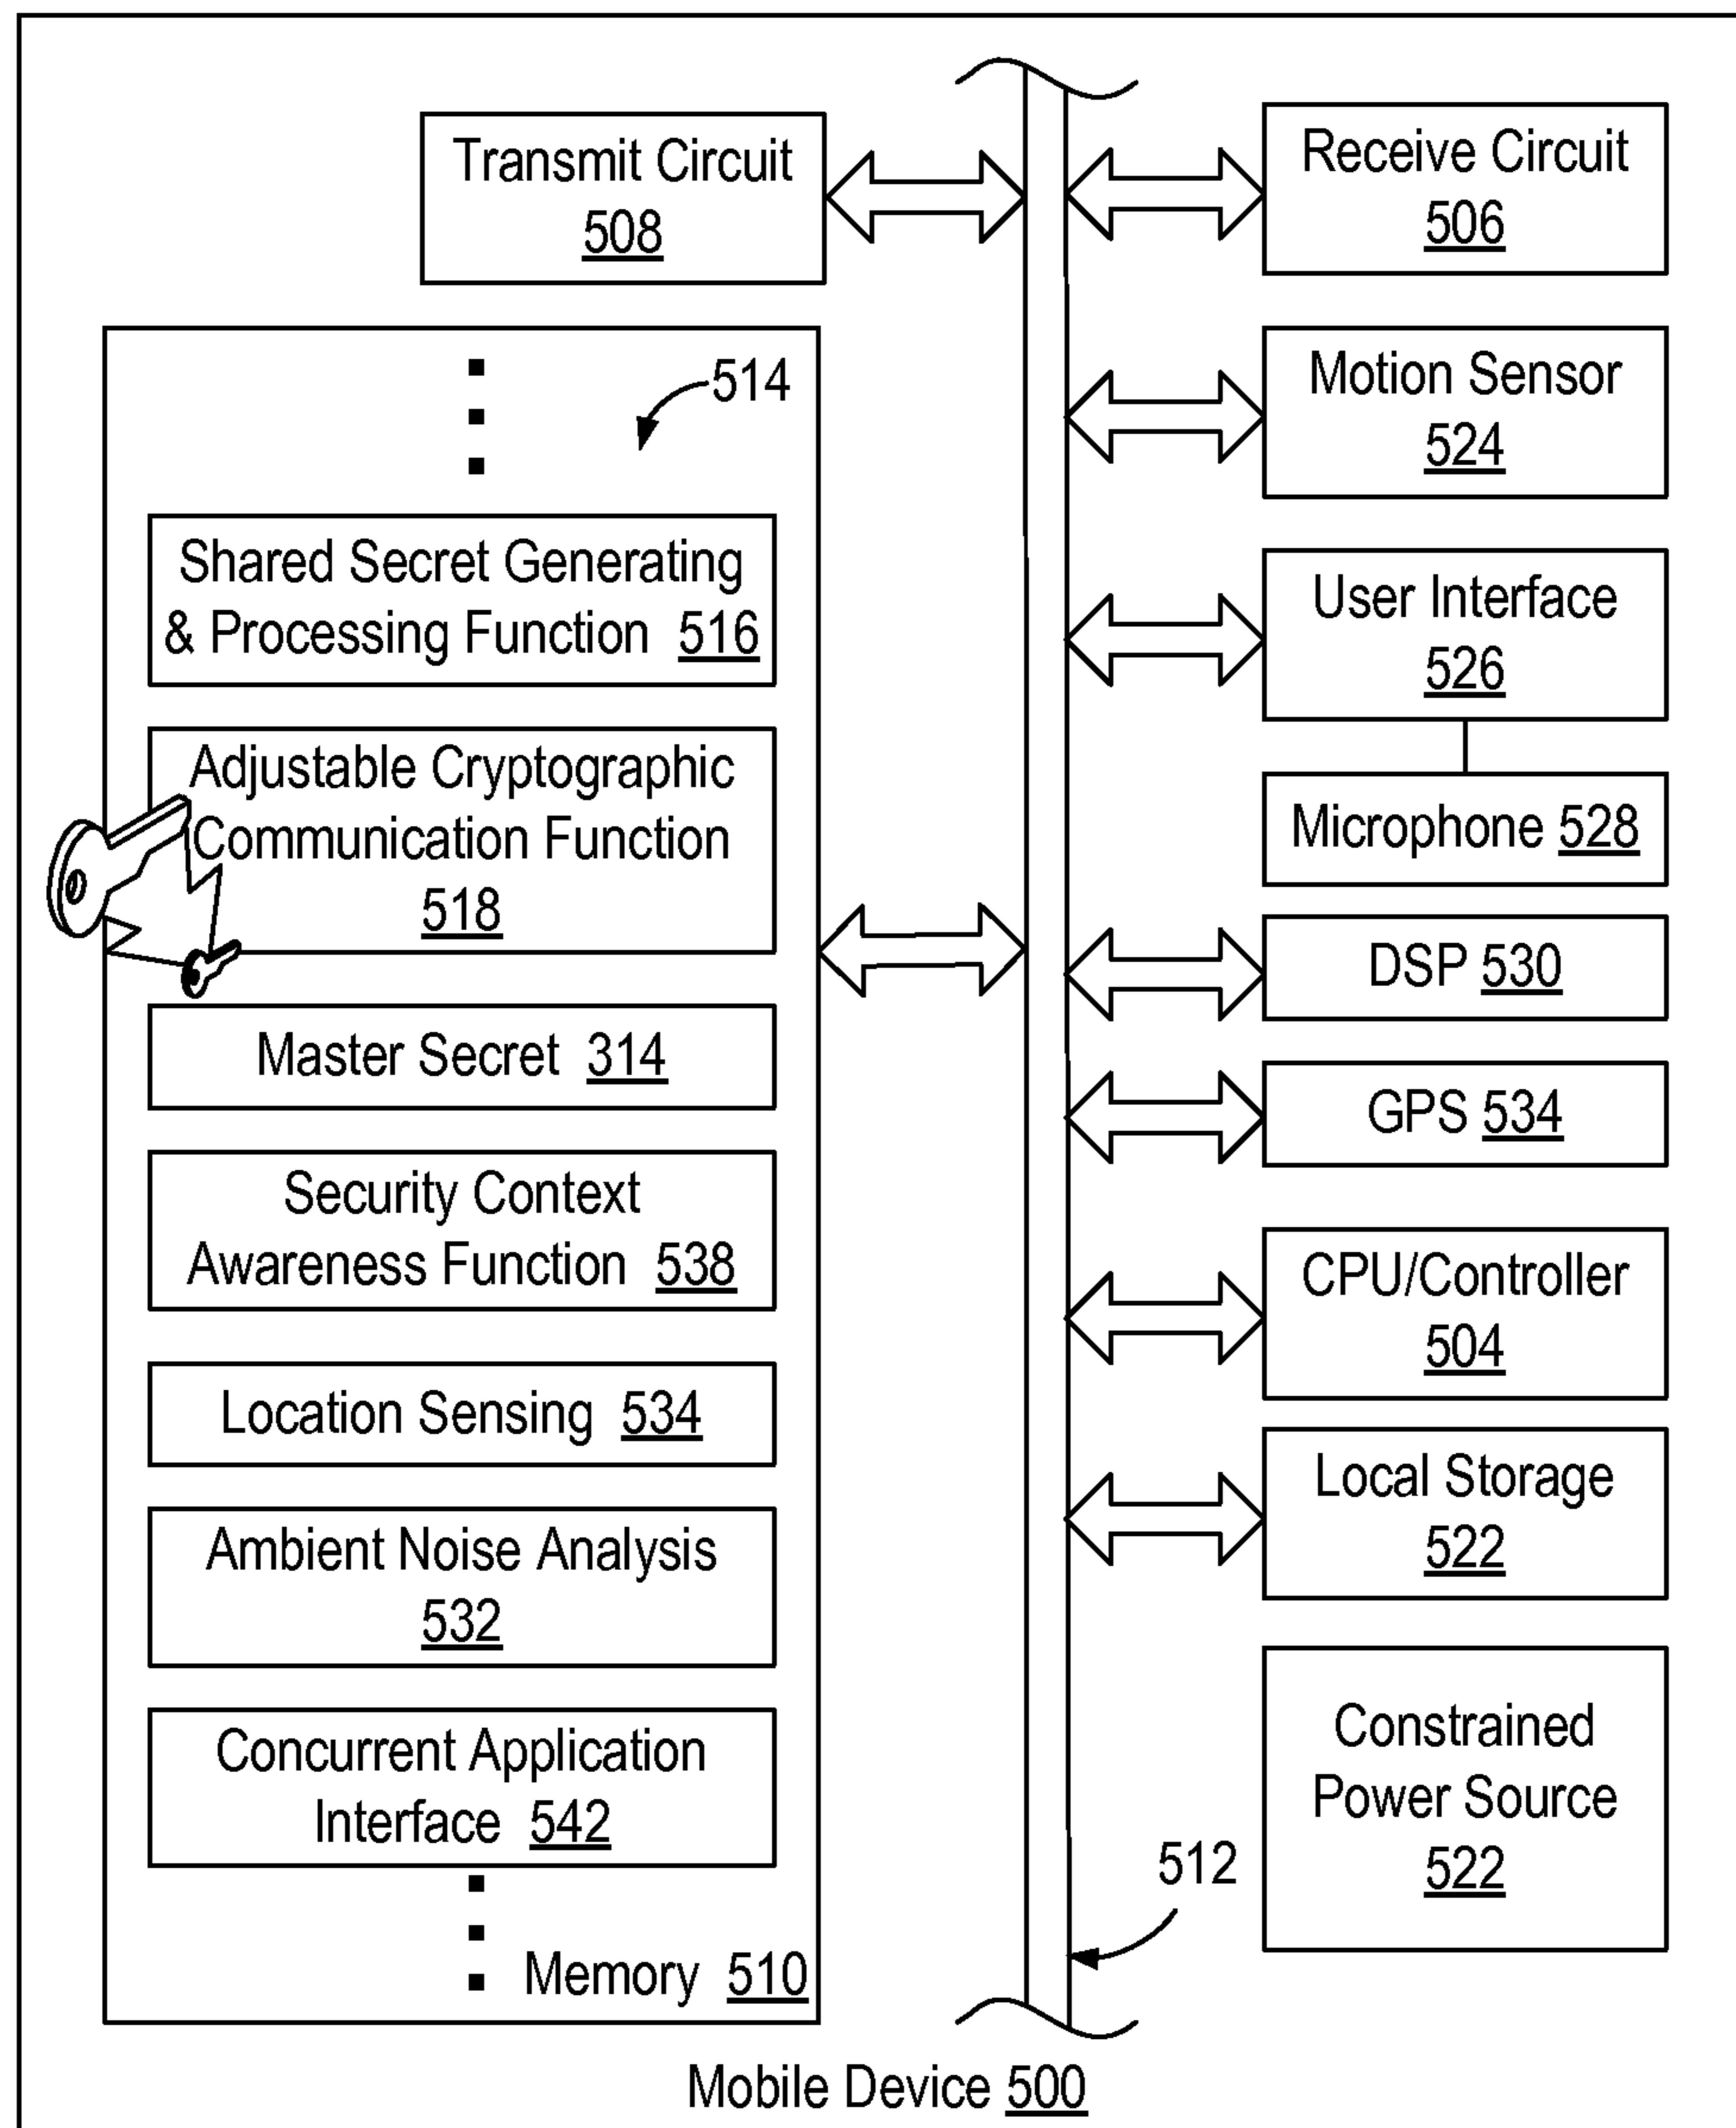 Transmit Circuit
508
Receive Circuit
506
514
Shared Secret Generating
& Processing Function 516
Adjustable Cryptographic
Communication Function
518
Master Secret 314
Security Context
Awareness Function 538
Location Sensing 534
Ambient Noise Analysis
532
Concurrent Application
Interface 542
Memory 510
Motion Sensor
524
User Interface
526
Microphone 528
DSP 530
GPS 534
CPU/Controller
504
Local Storage
522
Constrained
Power Source
522
512
Mobile Device 500